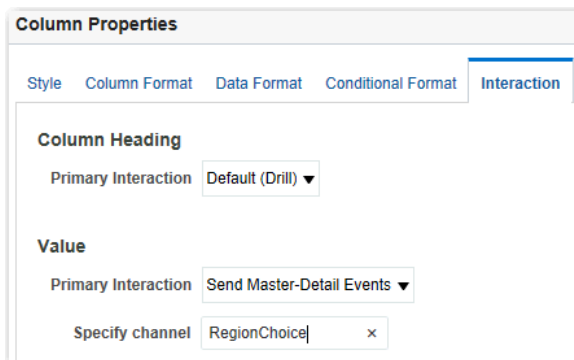 Column Properties
Style Column Format Data Format Conditional Format Interaction
Column Heading
Primary Interaction Default (Drill)
Value
Primary Interaction Send Master-Detail Events
Specify channel RegionChoice ×